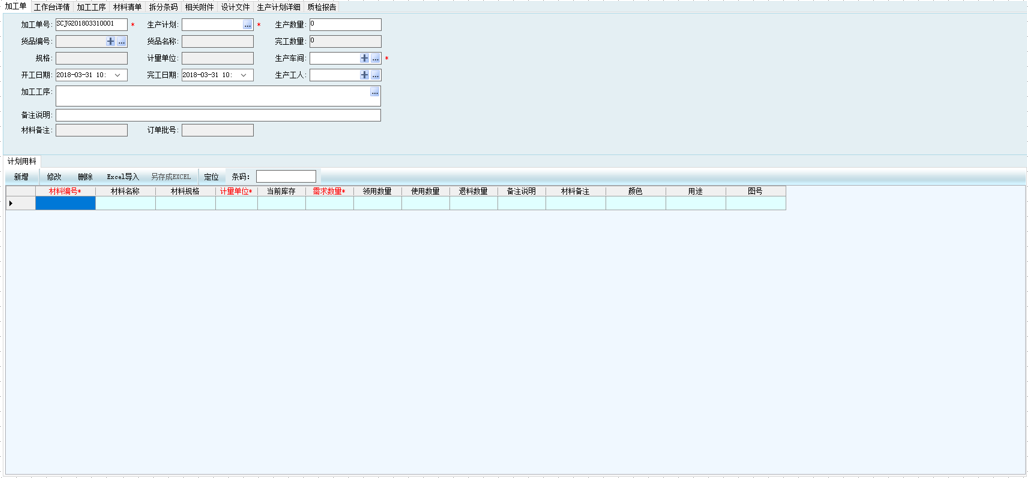 加工单 工作台详情 加工工序 材料清单 拆分条码 相关附件 设计文件 生产计划详细 质检报告
加工单号: SCJG201803310001 * 生产计划: * 生产数量: 0
货品编号: 货品名称: 完工数量: 0
规格: 计量单位: 生产车间: *
开工日期: 2018-03-31 10: 完工日期: 2018-03-31 10: 生产工人:
加工工序:
备注说明:
材料备注: 订单批号:
计划用料
新增 修改 删除 Excel导入 另存成EXCEL 定位 条码:
材料编号* 材料名称 材料规格 计量单位* 当前库存 需求数量* 领用数量 使用数量 退料数量 备注说明 材料备注 颜色 用途 图号